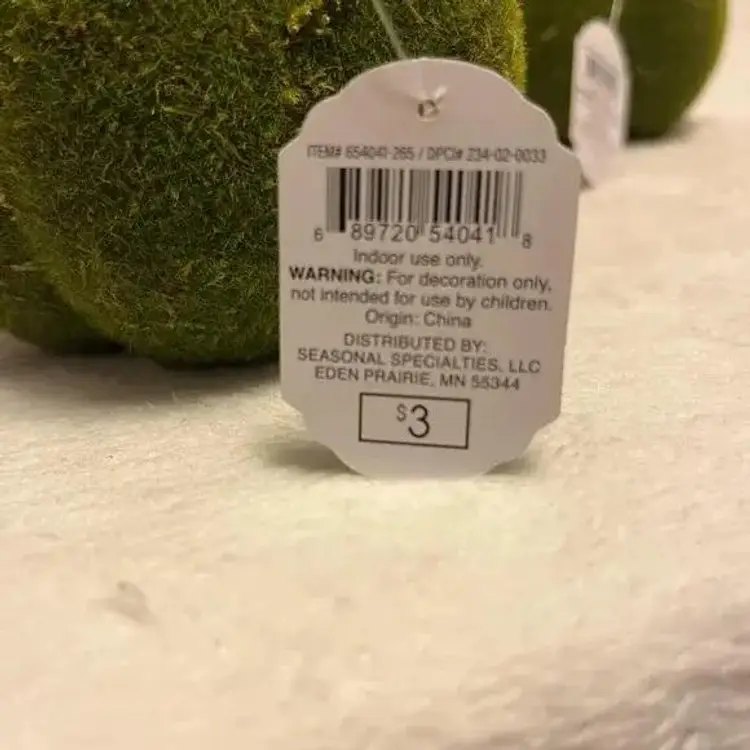 ITEM# 654041-265 / DPCI# 234-02-0033
6 89720 54041 8
Indoor use only.
WARNING: For decoration only,
not intended for use by children.
Origin: China
DISTRIBUTED BY:
SEASONAL SPECIALTIES, LLC
EDEN PRAIRIE, MN 55344
$3